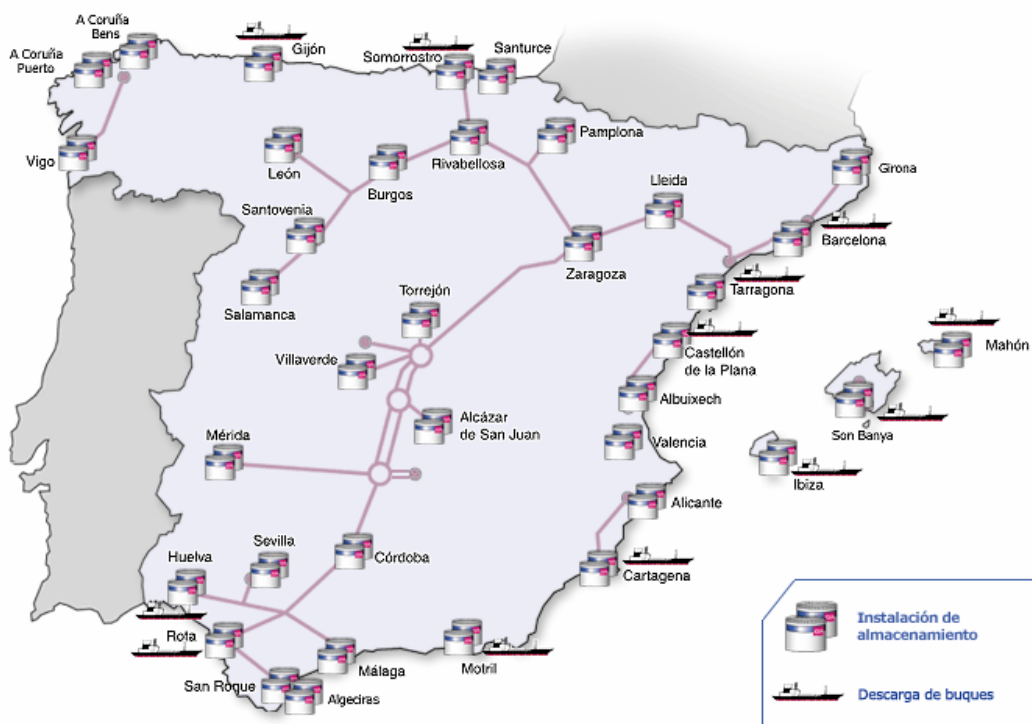 A Coruña
Bens
A Coruña
Puerto
Gijón
Somorrostro
Santurce
Vigo
León
Burgos
Rivabellosa
Pamplona
Girona
Lleida
Santovenia
Barcelona
Zaragoza
Salamanca
Tarragona
Torrejón
Villaverde
Castellón
de la Plana
Mahón
Albuixech
Alcázar
de San Juan
Valencia
Son Banya
Mérida
Ibiza
Alicante
Sevilla
Córdoba
Huelva
Cartagena
Rota
Málaga
Motril
San Roque
Algeciras
Instalación de
almacenamiento
Descarga de buques